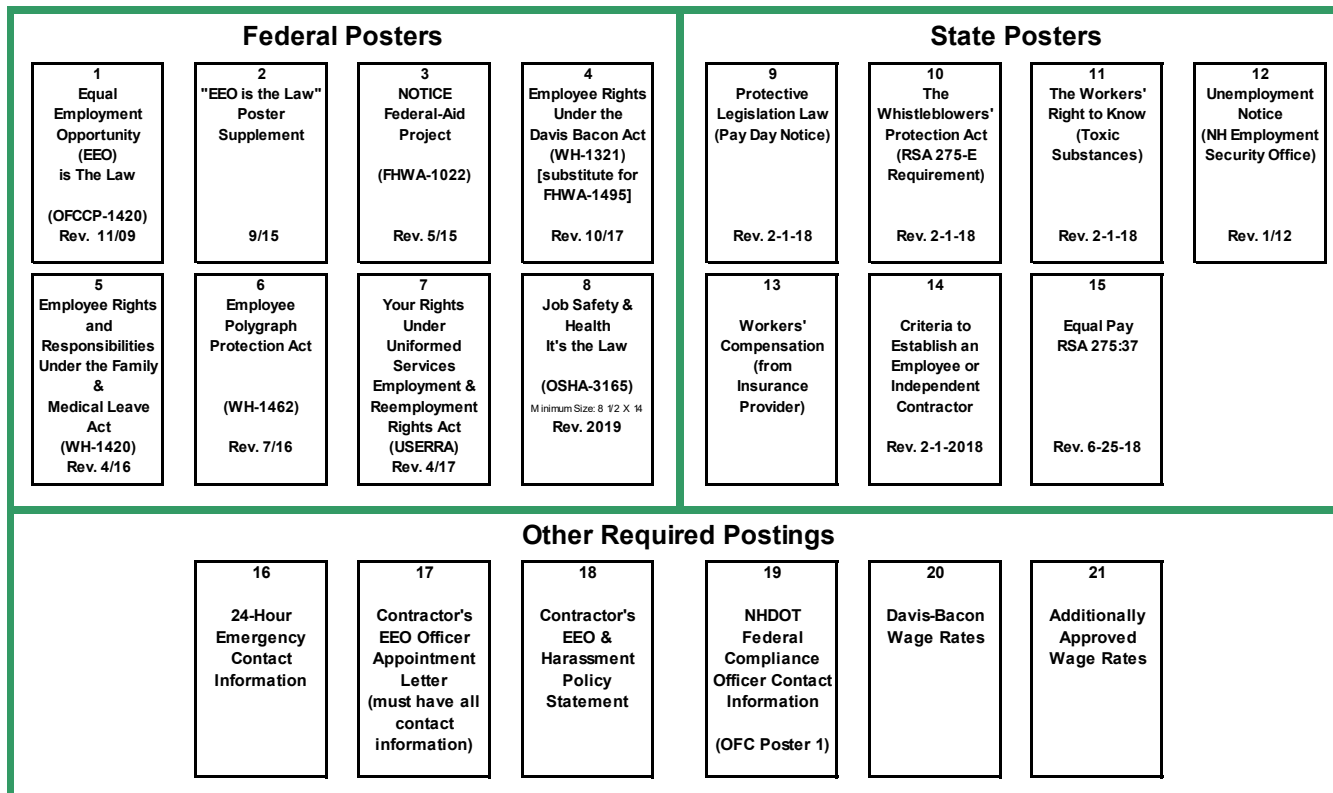 Federal Posters
1
Equal
Employment
Opportunity
(EEO)
is The Law
(OFCCP-1420)
Rev. 11/09
2
"EEO is the Law"
Poster
Supplement
9/15
3
NOTICE
Federal-Aid
Project
(FHWA-1022)
Rev. 5/15
4
Employee Rights
Under the
Davis Bacon Act
(WH-1321)
[substitute for
FHWA-1495]
Rev. 10/17
5
Employee Rights
and
Responsibilities
Under the Family
&
Medical Leave
Act
(WH-1420)
Rev. 4/16
6
Employee
Polygraph
Protection Act
(WH-1462)
Rev. 7/16
7
Your Rights
Under
Uniformed
Services
Employment &
Reemployment
Rights Act
(USERRA)
Rev. 4/17
8
Job Safety &
Health
It's the Law
(OSHA-3165)
Minimum Size: 8 1/2 X 14
Rev. 2019
State Posters
9
Protective
Legislation Law
(Pay Day Notice)
Rev. 2-1-18
10
The
Whistleblowers'
Protection Act
(RSA 275-E
Requirement)
Rev. 2-1-18
11
The Workers'
Right to Know
(Toxic
Substances)
Rev. 2-1-18
12
Unemployment
Notice
(NH Employment
Security Office)
Rev. 1/12
13
Workers'
Compensation
(from
Insurance
Provider)
14
Criteria to
Establish an
Employee or
Independent
Contractor
Rev. 2-1-2018
15
Equal Pay
RSA 275:37
Rev. 6-25-18
Other Required Postings
16
24-Hour
Emergency
Contact
Information
17
Contractor's
EEO Officer
Appointment
Letter
(must have all
contact
information)
18
Contractor's
EEO &
Harassment
Policy
Statement
19
NHDOT
Federal
Compliance
Officer Contact
Information
(OFC Poster 1)
20
Davis-Bacon
Wage Rates
21
Additionally
Approved
Wage Rates